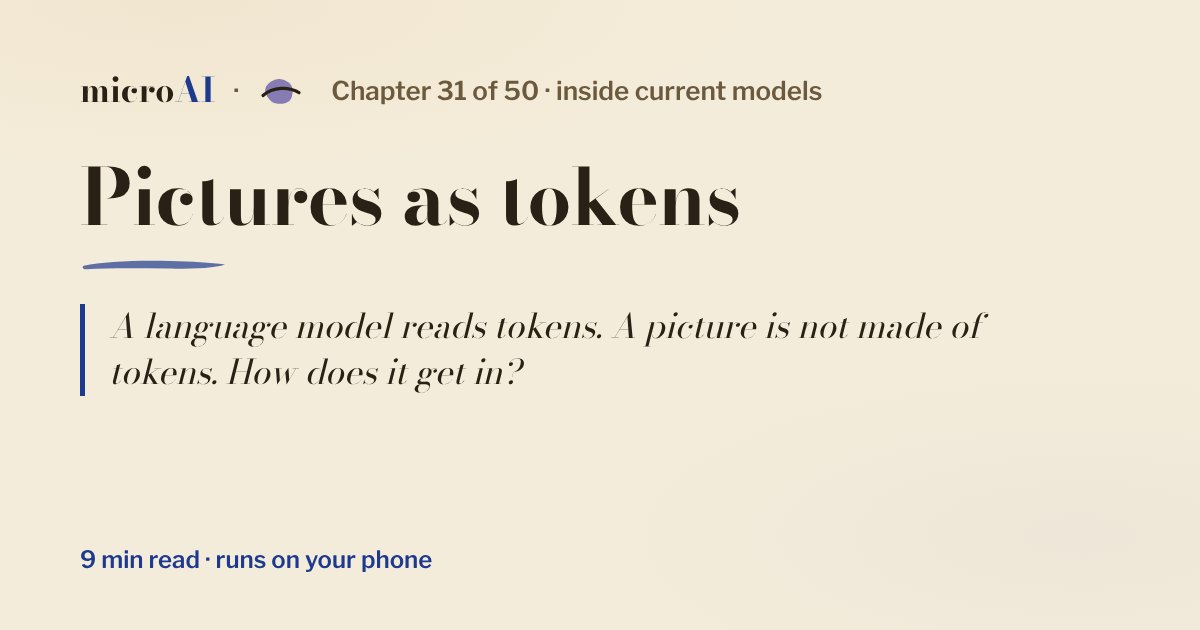 microAI · Chapter 31 of 50 · inside current models
Pictures as tokens
A language model reads tokens. A picture is not made of
tokens. How does it get in?
9 min read · runs on your phone